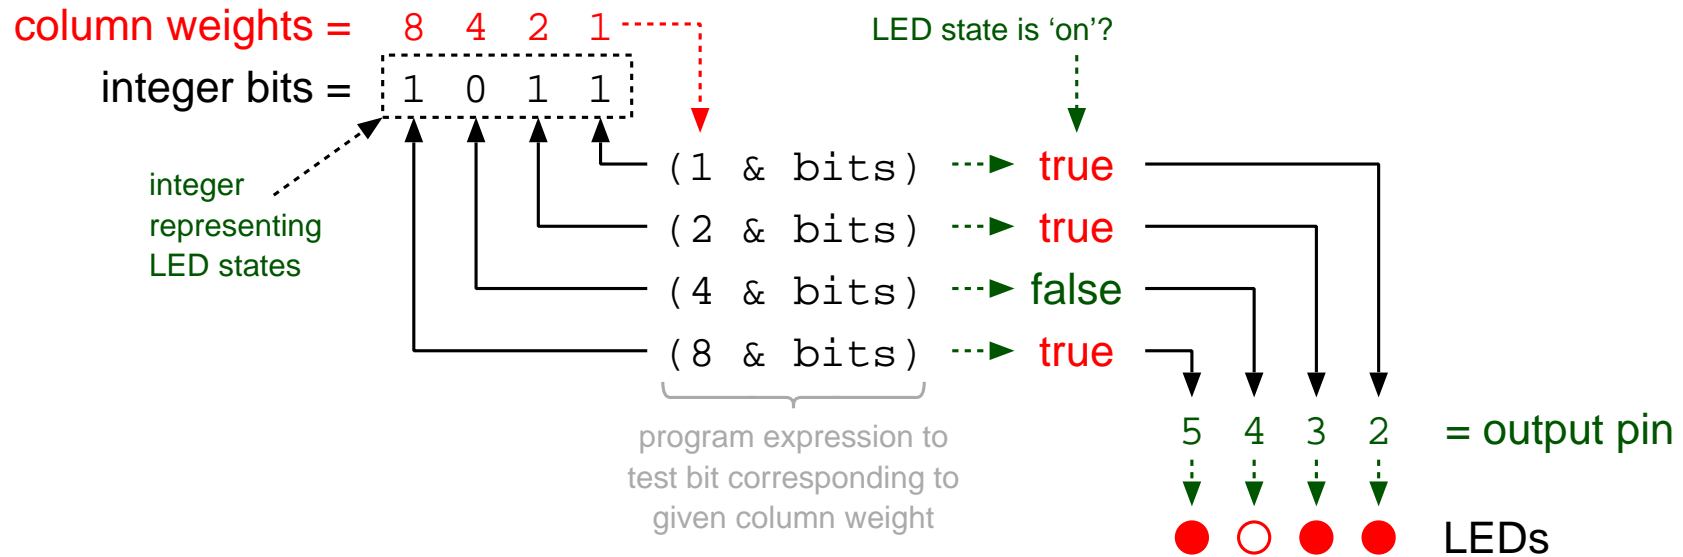 column weights = 8 4 2 1
LED state is ‘on’?
integer bits = 1 0 1 1
integer
representing
LED states
(1 & bits) true
(2 & bits) true
(4 & bits) false
(8 & bits) true
program expression to
test bit corresponding to
given column weight
5 4 3 2 = output pin
LEDs